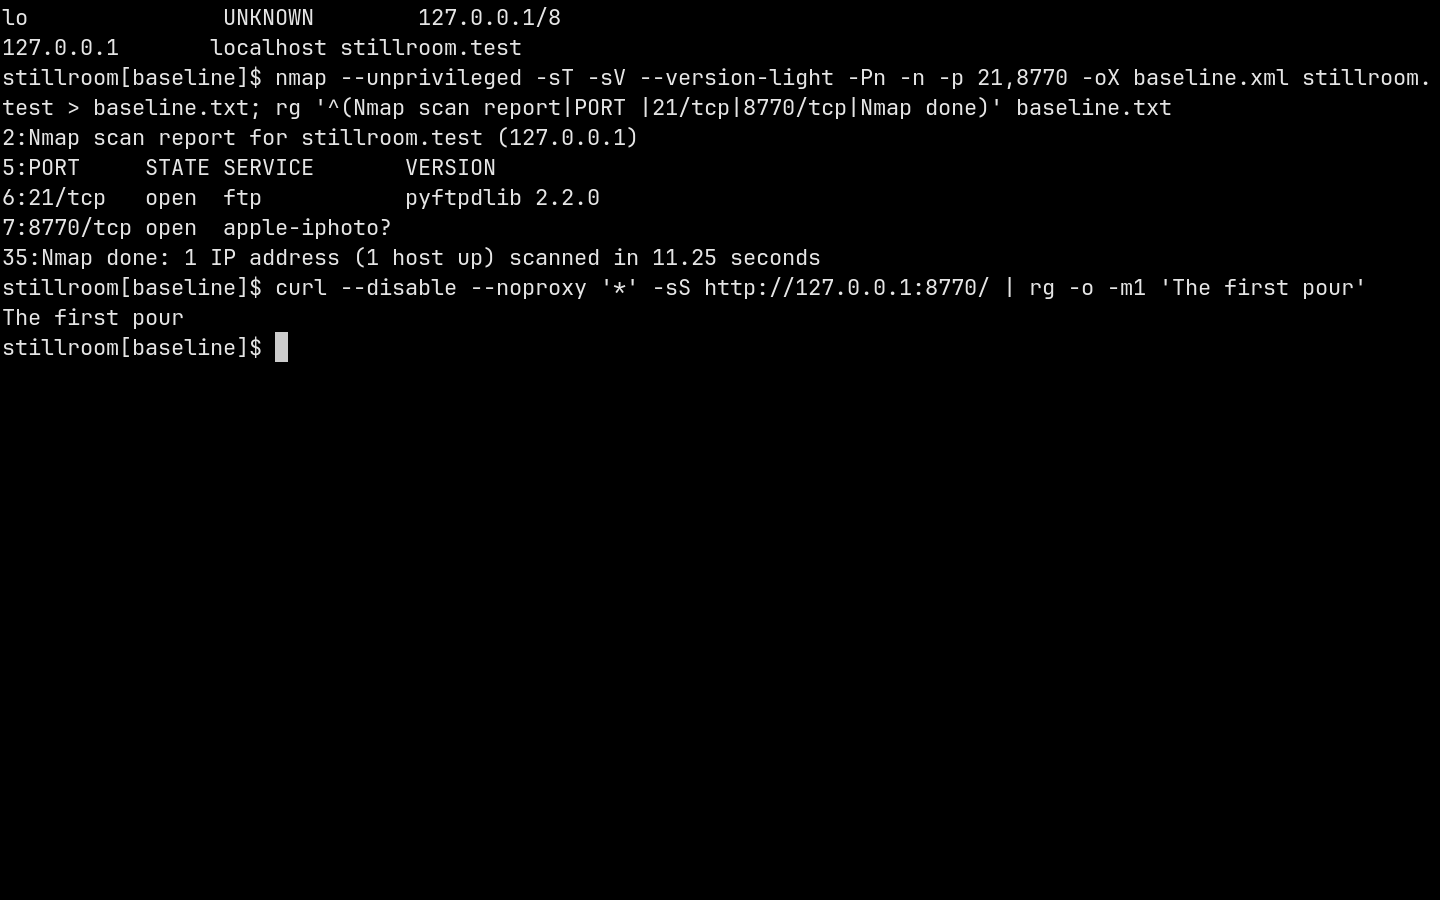 lo               UNKNOWN        127.0.0.1/8
127.0.0.1       localhost stillroom.test
stillroom[baseline]$ nmap --unprivileged -sT -sV --version-light -Pn -n -p 21,8770 -oX baseline.xml stillroom.
test > baseline.txt; rg '^(Nmap scan report|PORT |21/tcp|8770/tcp|Nmap done)' baseline.txt
2:Nmap scan report for stillroom.test (127.0.0.1)
5:PORT     STATE SERVICE       VERSION
6:21/tcp   open  ftp           pyftpdlib 2.2.0
7:8770/tcp open  apple-iphoto?
35:Nmap done: 1 IP address (1 host up) scanned in 11.25 seconds
stillroom[baseline]$ curl --disable --noproxy '*' -sS http://127.0.0.1:8770/ | rg -o -m1 'The first pour'
The first pour
stillroom[baseline]$